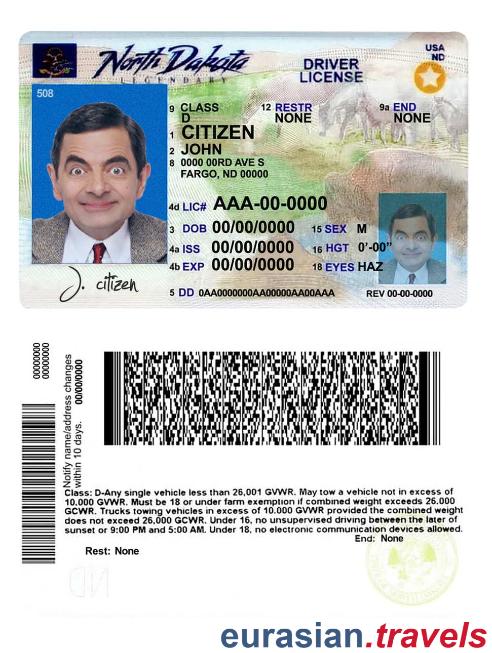 North Dakota
LEGENDARY
DRIVER
LICENSE
USA
ND
508
9 CLASS
D
12 RESTR
NONE
9a END
NONE
1 CITIZEN
2 JOHN
8 0000 00RD AVE S
FARGO, ND 00000
4d LIC# AAA-00-0000
3 DOB 00/00/0000 15 SEX M
4a ISS 00/00/0000 16 HGT 0'-00"
4b EXP 00/00/0000 18 EYES HAZ
J. citizen
5 DD 0AA0000000AA00000AA00AAA
REV 00-00-0000
00000000
00000000
Notify name/address changes
within 10 days. 00/00/0000
Class: D-Any single vehicle less than 26,001 GVWR. May tow a vehicle not in excess of
10,000 GVWR. Must be 18 or under farm exemption if combined weight exceeds 26,000
GCWR. Trucks towing vehicles in excess of 10.000 GVWR provided the combined weight
does not exceed 26,000 GCWR. Under 16, no unsupervised driving between the later of
sunset or 9:00 PM and 5:00 AM. Under 18, no electronic communication devices allowed.
End: None
Rest: None
ND
eurasian.travels